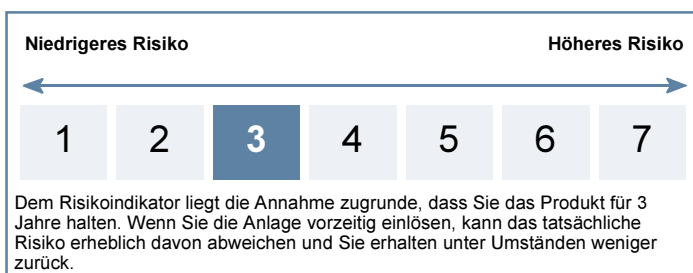 Niedrigeres Risiko Höheres Risiko
1 2 3 4 5 6 7
Dem Risikoindikator liegt die Annahme zugrunde, dass Sie das Produkt für 3
Jahre halten. Wenn Sie die Anlage vorzeitig einlösen, kann das tatsächliche
Risiko erheblich davon abweichen und Sie erhalten unter Umständen weniger
zurück.